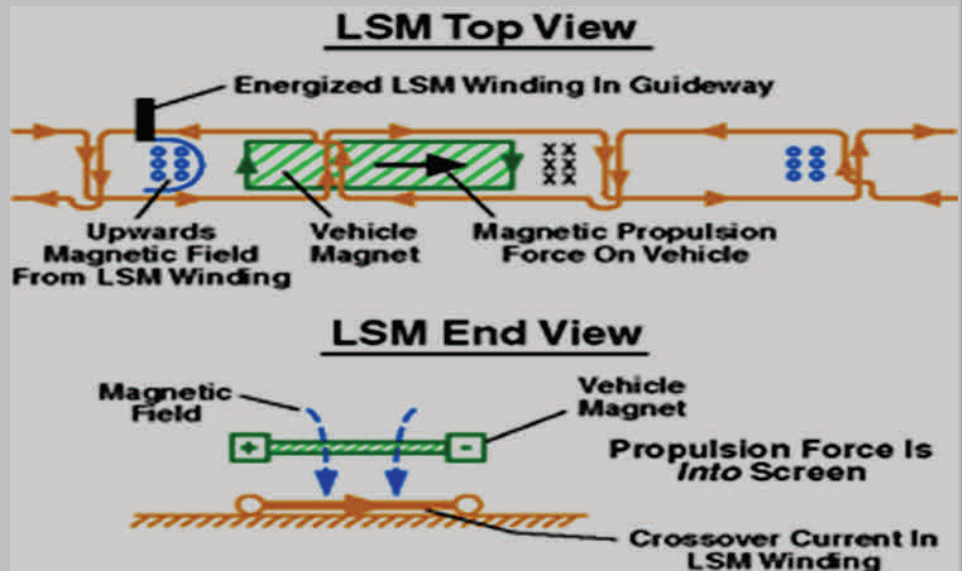 LSM Top View
Energized LSM Winding In Guideway
x x
x x
x x
Upwards
Magnetic Field
From LSM Winding
Vehicle
Magnet
Magnetic Propulsion
Force On Vehicle
LSM End View
Magnetic
Field
Vehicle
Magnet
+
-
Propulsion Force Is
Into Screen
Crossover Current In
LSM Winding